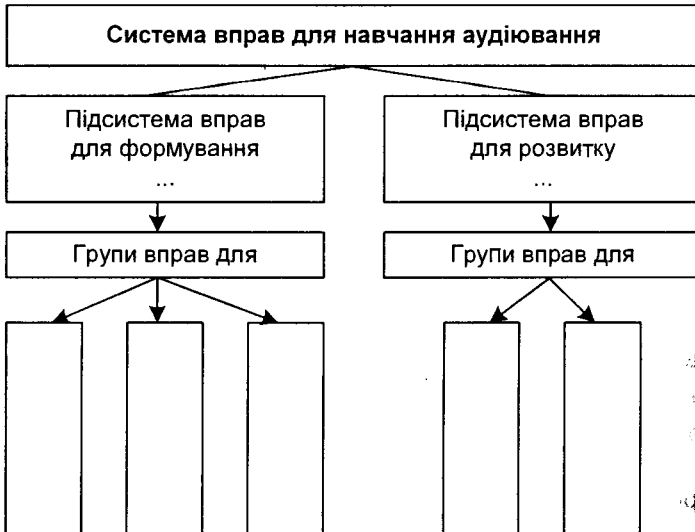 Система вправ для навчання аудіювання
Підсистема вправ
для формування
...
Підсистема вправ
для розвитку
...
Групи вправ для
Групи вправ для